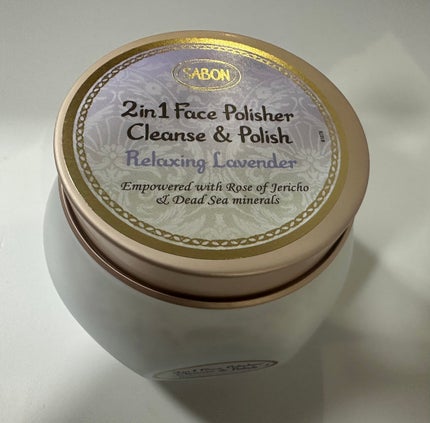 SABON
2in1 Face Polisher
Cleanse & Polish
Relaxing Lavender
Empowered with Rose of Jericho
& Dead Sea minerals